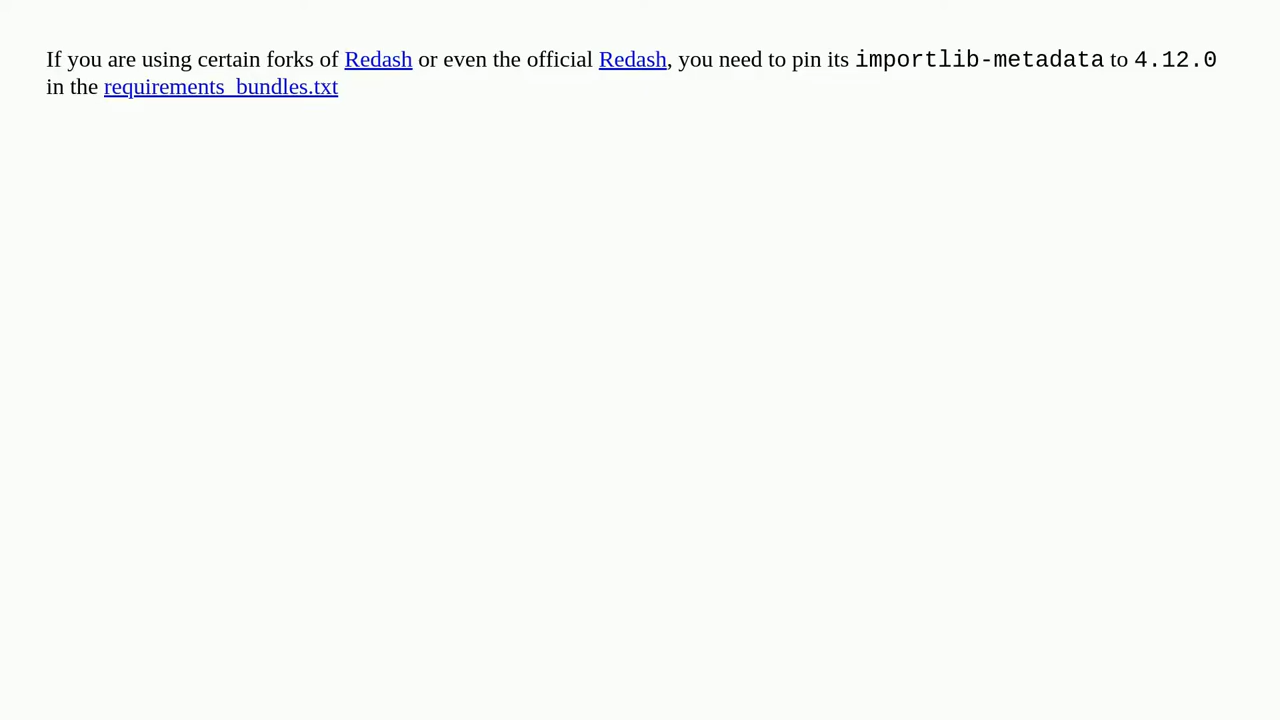 If you are using certain forks of Redash or even the official Redash, you need to pin its importlib-metadata to 4.12.0
in the requirements_bundles.txt